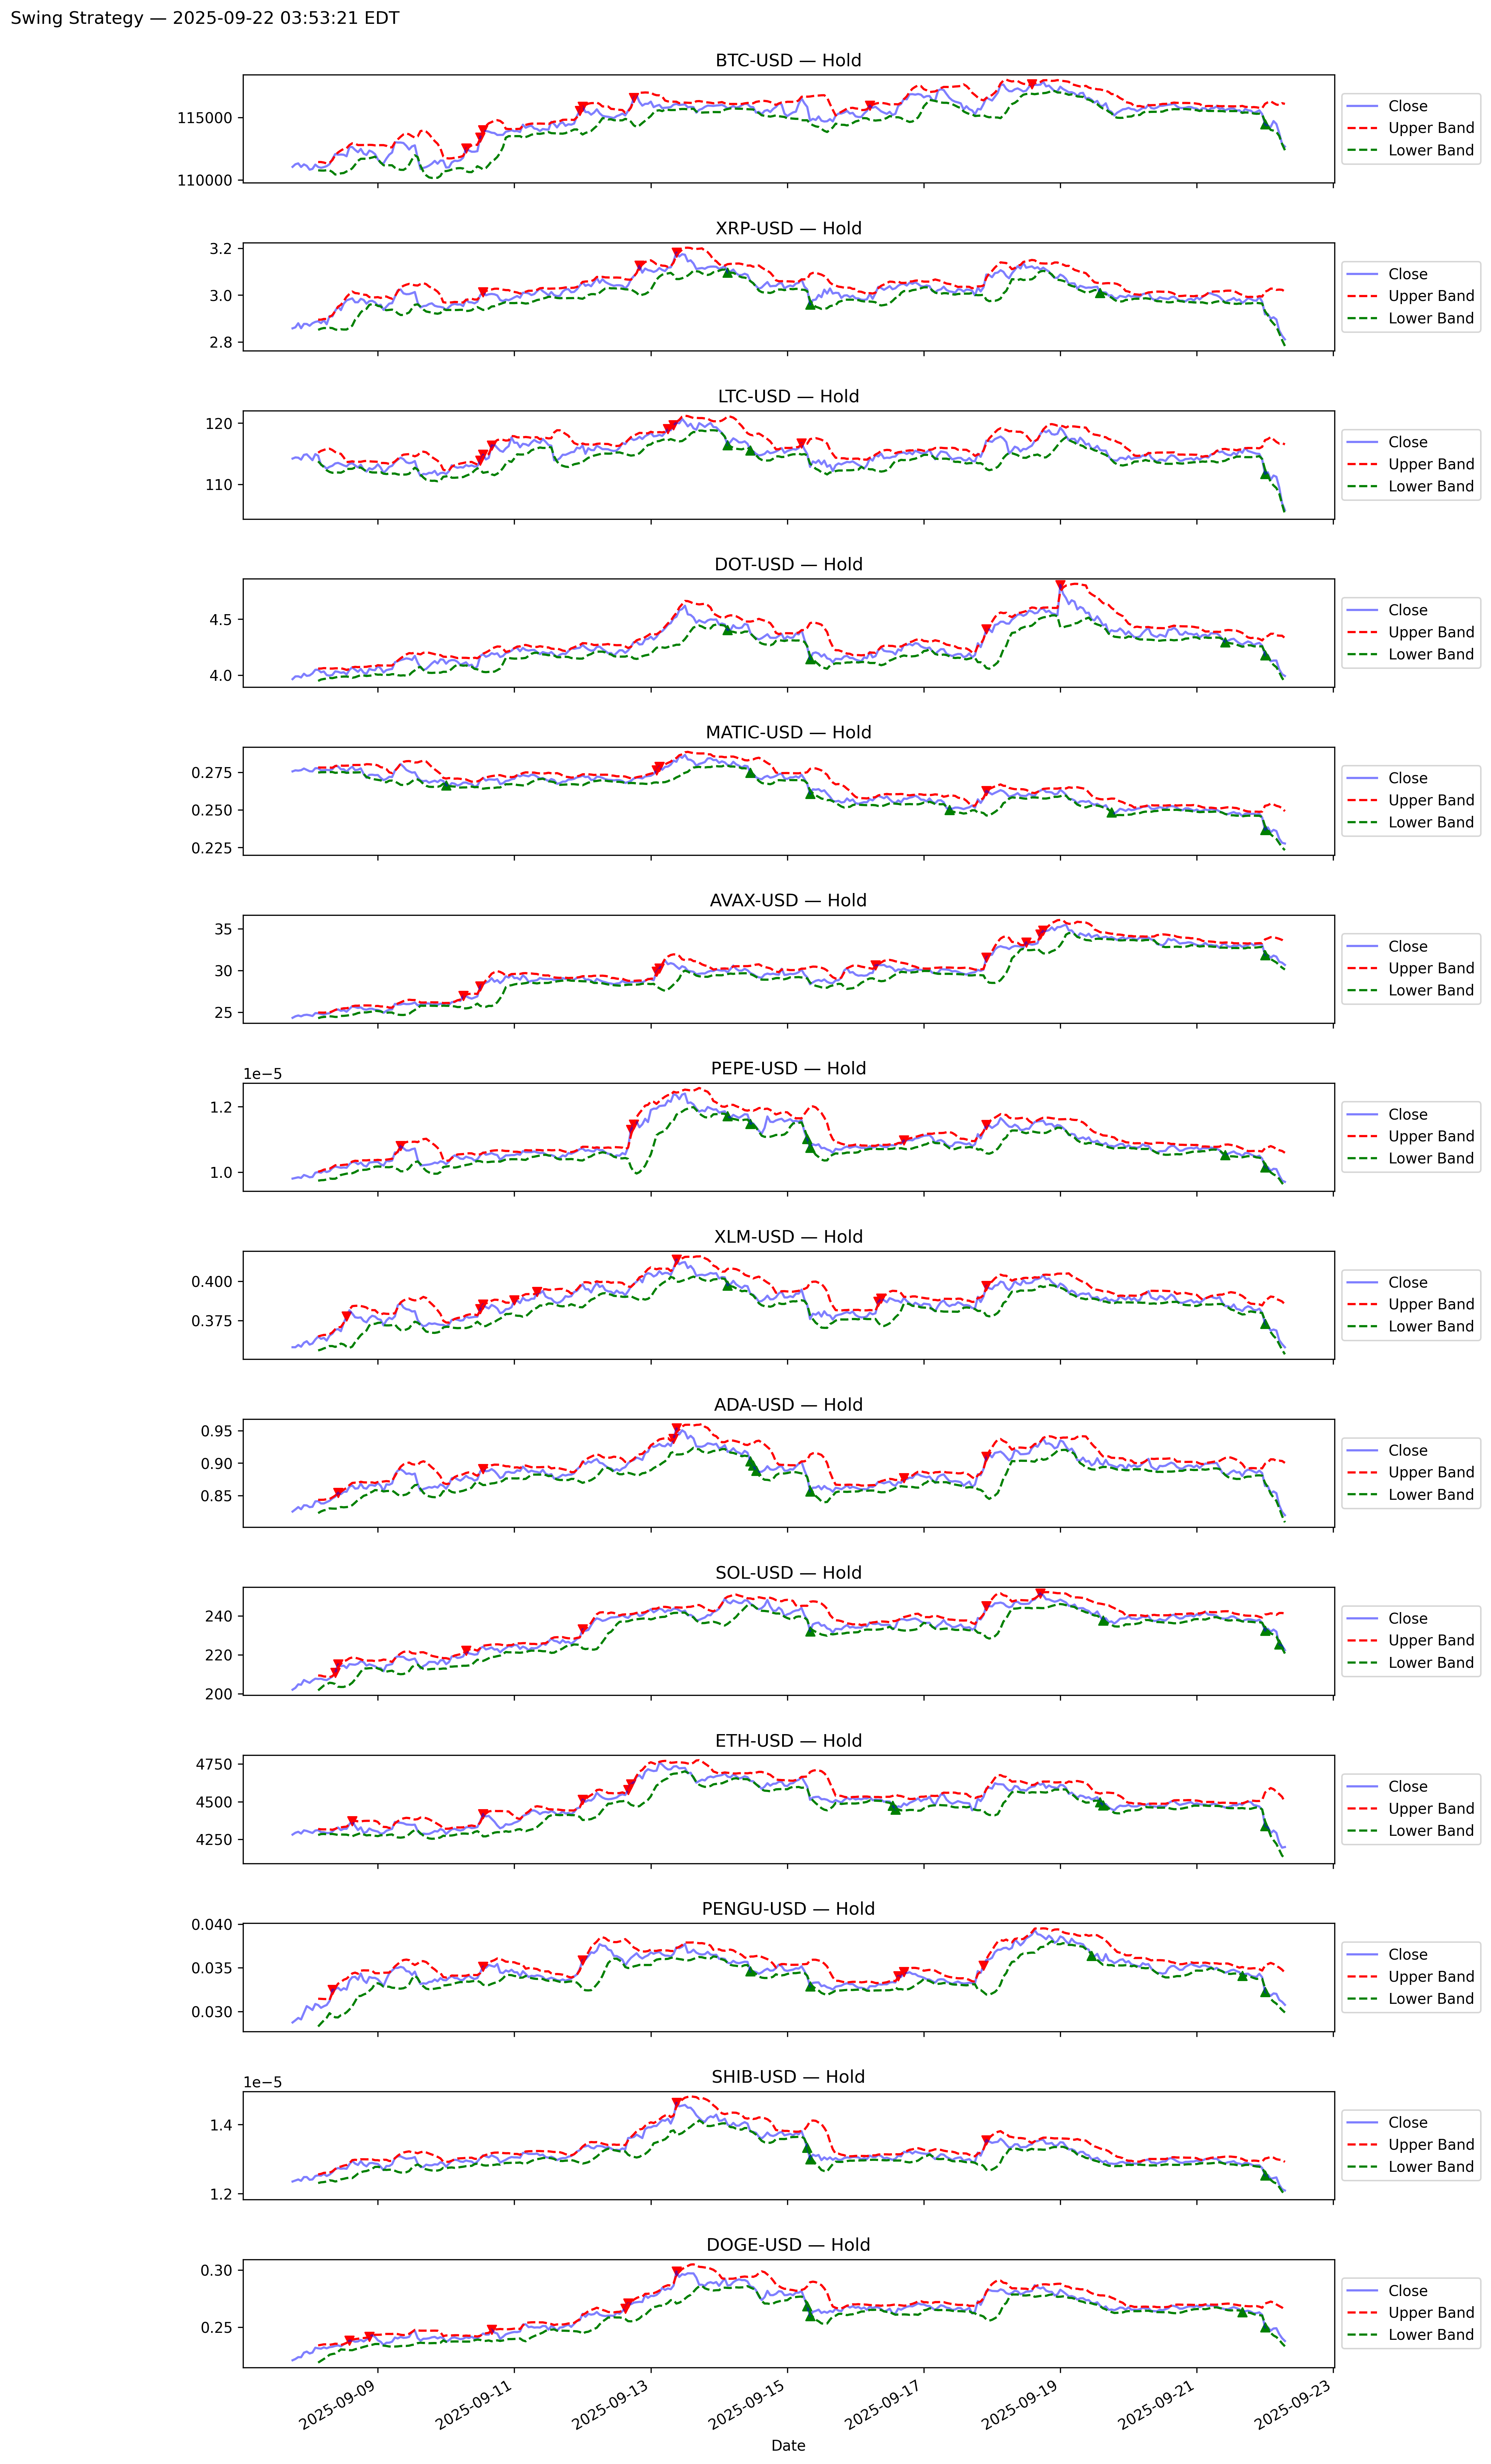 Swing Strategy — 2025-09-22 03:53:21 EDT
BTC-USD — Hold
115000
110000
Close
Upper Band
Lower Band
XRP-USD — Hold
3.2
3.0
2.8
Close
Upper Band
Lower Band
LTC-USD — Hold
120
110
Close
Upper Band
Lower Band
DOT-USD — Hold
4.5
4.0
Close
Upper Band
Lower Band
MATIC-USD — Hold
0.275
0.250
0.225
Close
Upper Band
Lower Band
AVAX-USD — Hold
35
30
25
Close
Upper Band
Lower Band
PEPE-USD — Hold
1e−5
1.2
1.0
Close
Upper Band
Lower Band
XLM-USD — Hold
0.400
0.375
Close
Upper Band
Lower Band
ADA-USD — Hold
0.95
0.90
0.85
Close
Upper Band
Lower Band
SOL-USD — Hold
240
220
200
Close
Upper Band
Lower Band
ETH-USD — Hold
4750
4500
4250
Close
Upper Band
Lower Band
PENGU-USD — Hold
0.040
0.035
0.030
Close
Upper Band
Lower Band
SHIB-USD — Hold
1e−5
1.4
1.2
Close
Upper Band
Lower Band
DOGE-USD — Hold
0.30
0.25
Close
Upper Band
Lower Band
2025-09-09
2025-09-11
2025-09-13
2025-09-15
2025-09-17
2025-09-19
2025-09-21
2025-09-23
Date